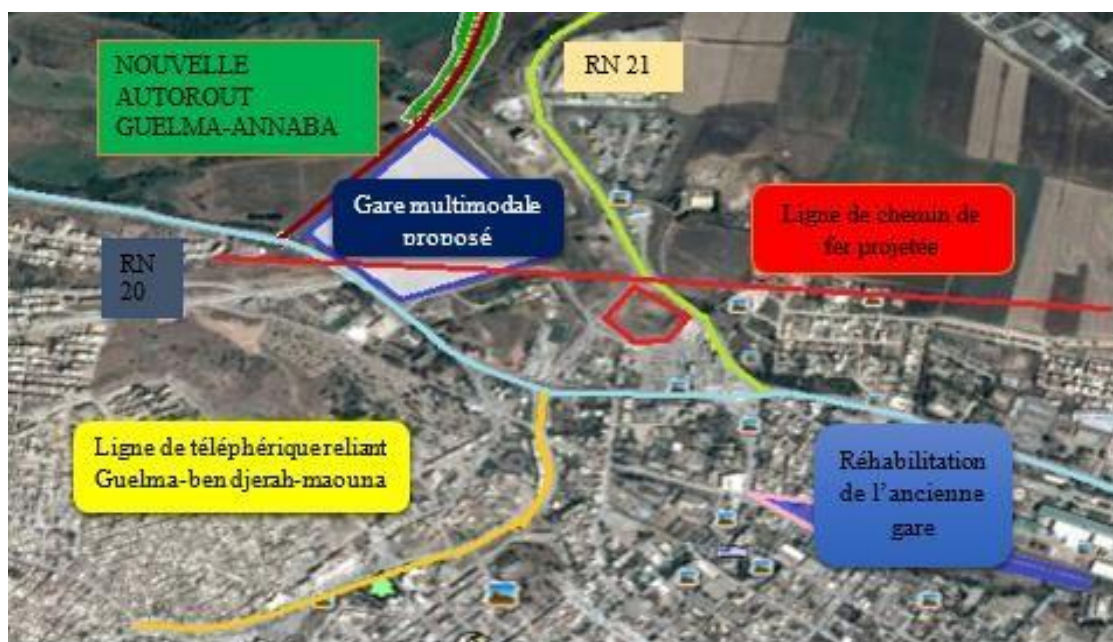 NOUVELLE
AUTOROUT
GUELMA-ANNABA
RN 21
Gare multimodale
proposé
Ligne de chemin de
fer projetée
RN
20
Ligne de téléphérique reliant
Guelma-ben djerah-maouna
Réhabilitation
de l'ancienne
gare